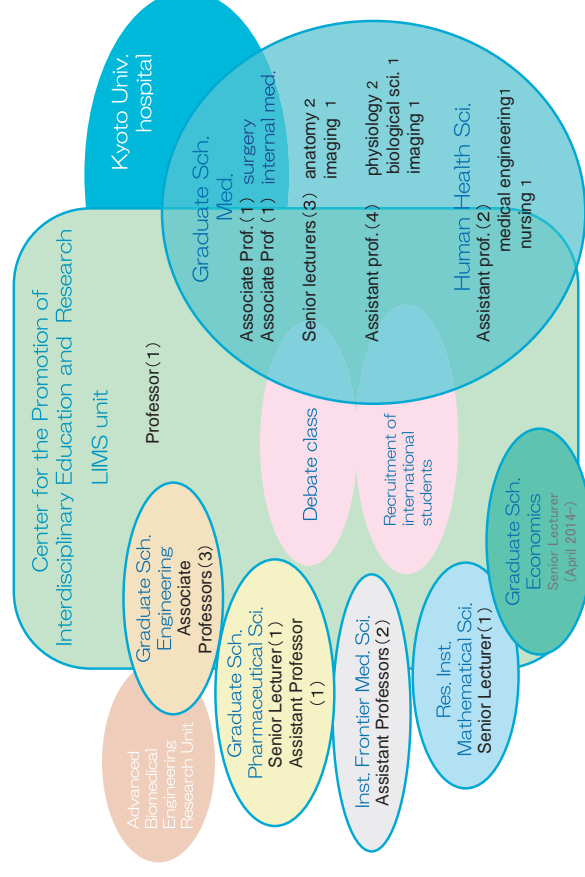 Center for the Promotion of
Interdisciplinary Education and Research
LIMS unit
Professor(1)
Kyoto Univ.
hospital
Graduate Sch.
Med.
Associate Prof.(1) surgery
Associate Prof (1) internal med.
Senior lecturers(3) anatomy 2
imaging 1
Assistant prof.(4) physiology 2
biological sci. 1
imaging 1
Human Health Sci.
Assistant prof.(2) medical engineering1
nursing 1
Debate class
Recruitment of
international
students
Advanced
Biomedical
Engineering
Research Unit
Graduate Sch.
Engineering
Associate
Professors(3)
Graduate Sch.
Pharmaceutical Sci.
Senior Lecturer(1)
Assistant Professor
(1)
Inst. Frontier Med. Sci.
Assistant Professors(2)
Res. Inst.
Mathematical Sci.
Senior Lecturer(1)
Graduate Sch.
Economics
Senior Lecturer
(April 2014-)